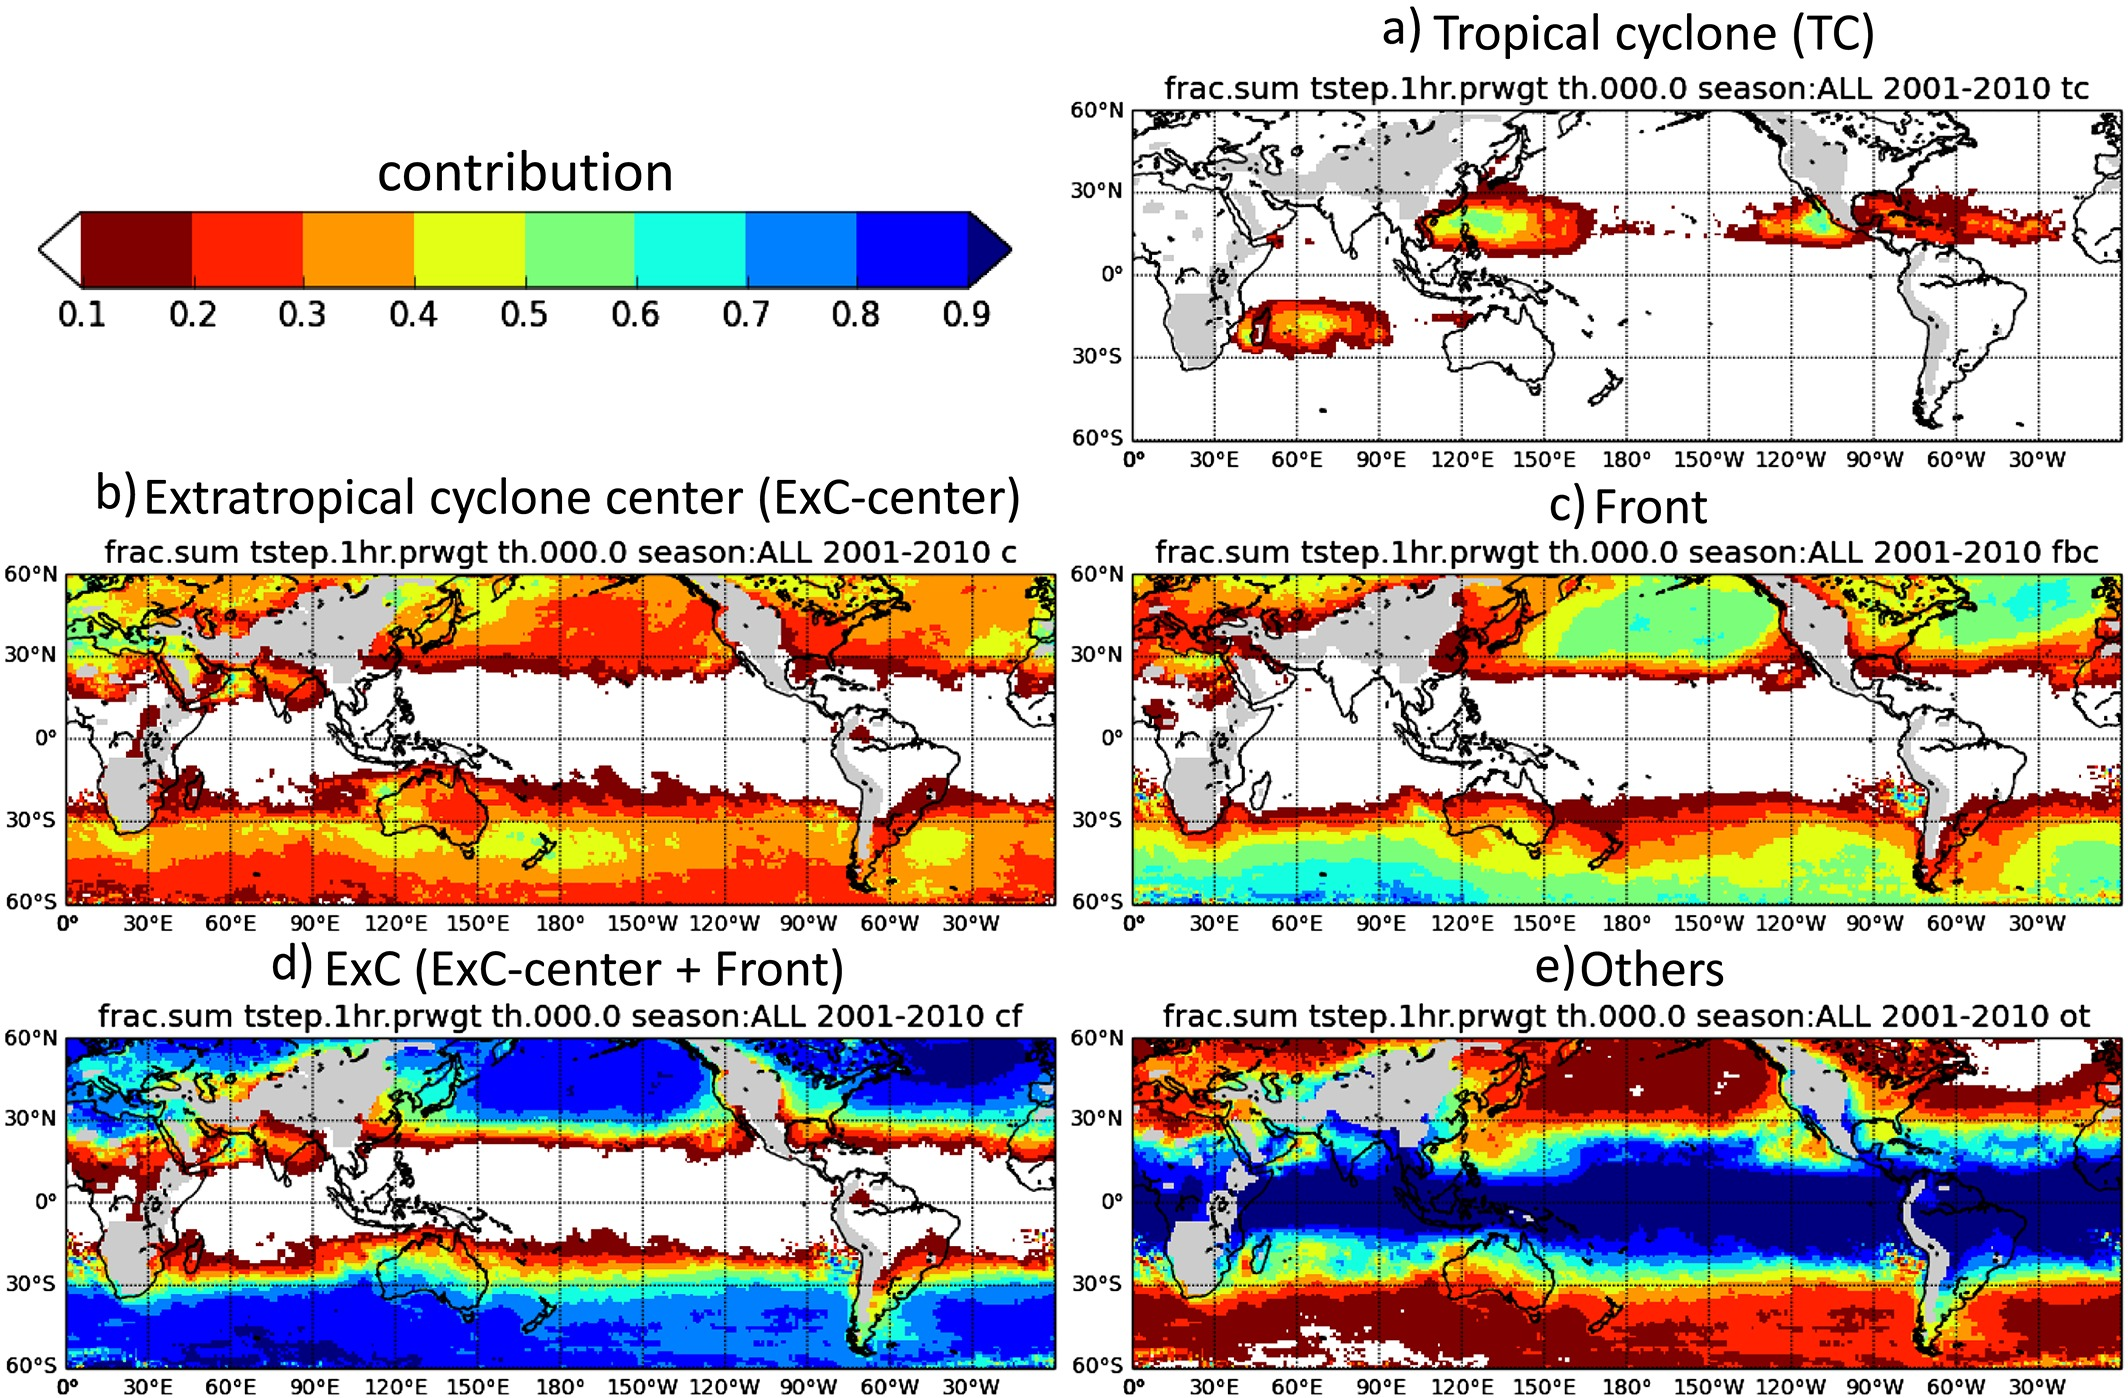 a) Tropical cyclone (TC)
frac.sum tstep.1hr.prwgt th.000.0 season:ALL 2001-2010 tc
60°N
30°N
0°
30°S
60°S
0° 30°E 60°E 90°E 120°E 150°E 180° 150°W 120°W 90°W 60°W 30°W
contribution
0.1 0.2 0.3 0.4 0.5 0.6 0.7 0.8 0.9
b) Extratropical cyclone center (ExC-center)
frac.sum tstep.1hr.prwgt th.000.0 season:ALL 2001-2010 c
60°N
30°N
0°
30°S
60°S
0° 30°E 60°E 90°E 120°E 150°E 180° 150°W 120°W 90°W 60°W 30°W
c) Front
frac.sum tstep.1hr.prwgt th.000.0 season:ALL 2001-2010 fbc
60°N
30°N
0°
30°S
60°S
0° 30°E 60°E 90°E 120°E 150°E 180° 150°W 120°W 90°W 60°W 30°W
d) ExC (ExC-center + Front)
frac.sum tstep.1hr.prwgt th.000.0 season:ALL 2001-2010 cf
60°N
30°N
0°
30°S
60°S
0° 30°E 60°E 90°E 120°E 150°E 180° 150°W 120°W 90°W 60°W 30°W
e) Others
frac.sum tstep.1hr.prwgt th.000.0 season:ALL 2001-2010 ot
60°N
30°N
0°
30°S
60°S
0° 30°E 60°E 90°E 120°E 150°E 180° 150°W 120°W 90°W 60°W 30°W